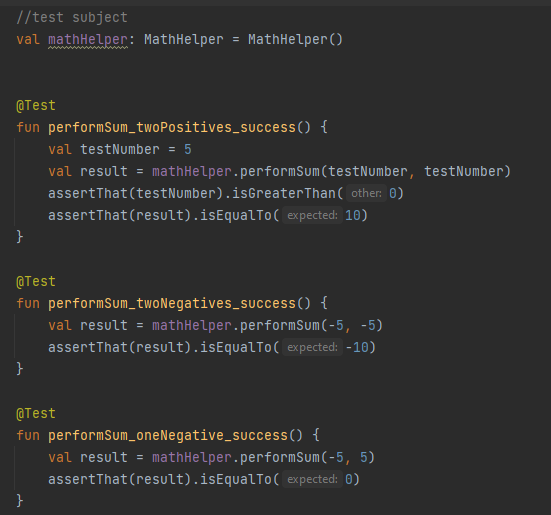 //test subject
val mathHelper: MathHelper = MathHelper()
@Test
fun performSum_twoPositives_success() {
val testNumber = 5
val result = mathHelper.performSum(testNumber, testNumber)
assertThat(testNumber).isGreaterThan( other: 0)
assertThat(result).isEqualTo( expected: 10)
}
@Test
fun performSum_twoNegatives_success() {
val result = mathHelper.performSum(-5, -5)
assertThat(result).isEqualTo( expected: -10)
}
@Test
fun performSum_oneNegative_success() {
val result = mathHelper.performSum(-5, 5)
assertThat(result).isEqualTo( expected: 0)
}